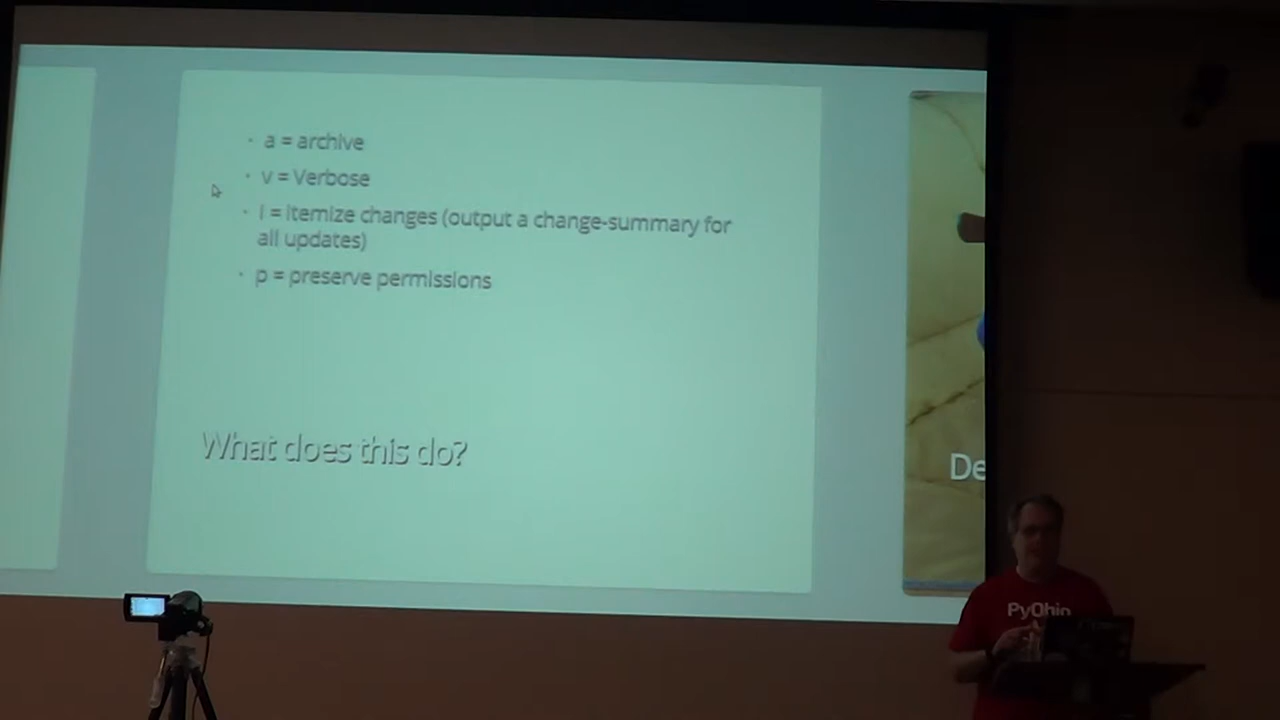 a = archive
v = Verbose
i = itemize changes (output a change-summary for
all updates)
p = preserve permissions
What does this do?
De
PyOhio